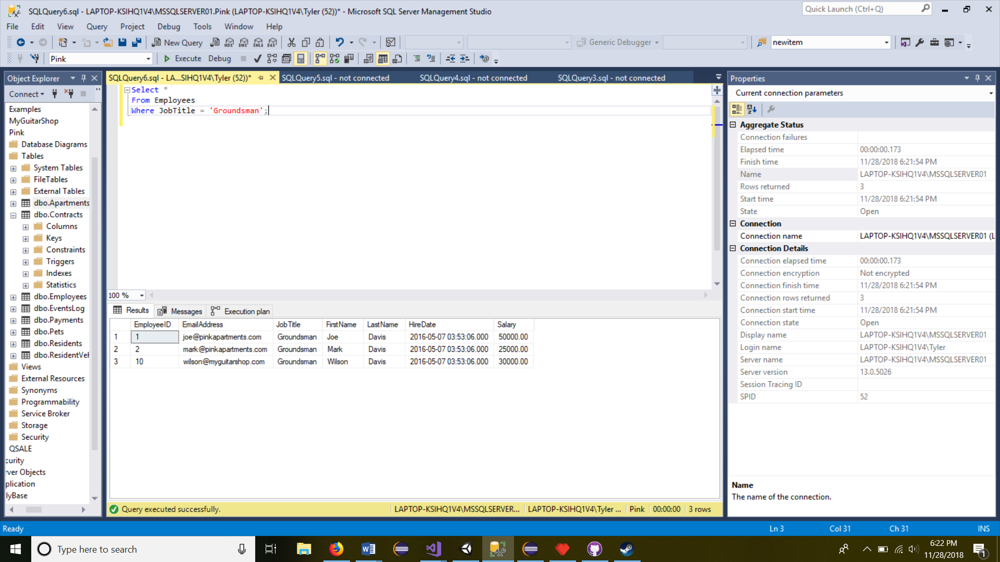 SQLQuery6.sql - LAPTOP-KSIHQ1V4\MSSQLSERVER01.Pink (LAPTOP-KSIHQ1V4\Tyler (52))* - Microsoft SQL Server Management Studio
Quick Launch (Ctrl+Q)
File Edit View Query Project Debug Tools Window Help
New Query MDX DMX XMLA DAX Generic Debugger newitem
Pink Execute Debug
Object Explorer
Connect
Examples
MyGuitarShop
Pink
Database Diagrams
Tables
System Tables
FileTables
External Tables
dbo.Apartments
dbo.Contracts
Columns
Keys
Constraints
Triggers
Indexes
Statistics
dbo.Employees
dbo.EventsLog
dbo.Payments
dbo.Pets
dbo.Residents
dbo.ResidentVeh
Views
External Resources
Synonyms
Programmability
Service Broker
Storage
Security
QSALE
curity
rver Objects
plication
lyBase
SQLQuery6.sql - LA...SIHQ1V4\Tyler (52))* SQLQuery5.sql - not connected SQLQuery4.sql - not connected SQLQuery3.sql - not connected
Select *
From Employees
Where JobTitle = 'Groundsman';
100 %
Results Messages Execution plan
EmployeeID EmailAddress JobTitle FirstName LastName HireDate Salary
1 1 joe@pinkapartments.com Groundsman Joe Davis 2016-05-07 03:53:06.000 50000.00
2 2 mark@pinkapartments.com Groundsman Mark Davis 2016-05-07 03:53:06.000 25000.00
3 10 wilson@myguitarshop.com Groundsman Wilson Davis 2016-05-07 03:53:06.000 30000.00
Query executed successfully. LAPTOP-KSIHQ1V4\MSSQLSERVER... LAPTOP-KSIHQ1V4\Tyler ... Pink 00:00:00 3 rows
Properties
Current connection parameters
Aggregate Status
Connection failures
Elapsed time 00:00:00.173
Finish time 11/28/2018 6:21:54 PM
Name LAPTOP-KSIHQ1V4\MSSQLSERVER01
Rows returned 3
Start time 11/28/2018 6:21:54 PM
State Open
Connection
Connection name LAPTOP-KSIHQ1V4\MSSQLSERVER01 (L
Connection Details
Connection elapsed time 00:00:00.173
Connection encryption Not encrypted
Connection finish time 11/28/2018 6:21:54 PM
Connection rows returned 3
Connection start time 11/28/2018 6:21:54 PM
Connection state Open
Display name LAPTOP-KSIHQ1V4\MSSQLSERVER01
Login name LAPTOP-KSIHQ1V4\Tyler
Server name LAPTOP-KSIHQ1V4\MSSQLSERVER01
Server version 13.0.5026
Session Tracing ID
SPID 52
Name
The name of the connection.
Ready Ln 3 Col 31 Ch 31 INS
Type here to search
6:22 PM
11/28/2018
1